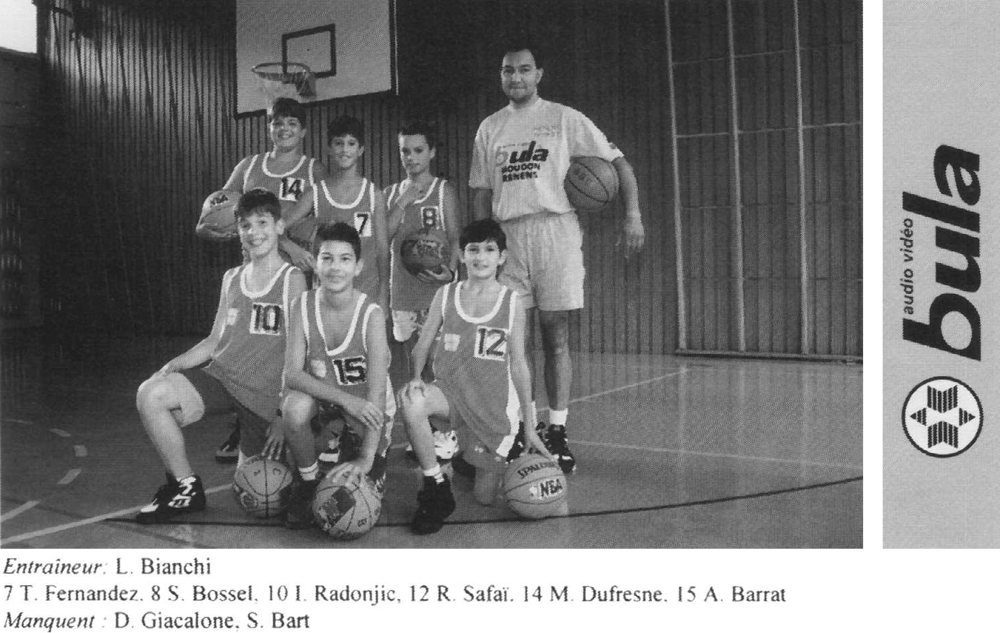 NBA
14
7
8
10
15
12
bula
MOUDON
RENENS
SPALDING
NBA
audio vidéo
bula
Entraîneur: L. Bianchi
7 T. Fernandez, 8 S. Bossel, 10 I. Radonjic, 12 R. Safaï, 14 M. Dufresne, 15 A. Barrat
Manquent : D. Giacalone, S. Bart